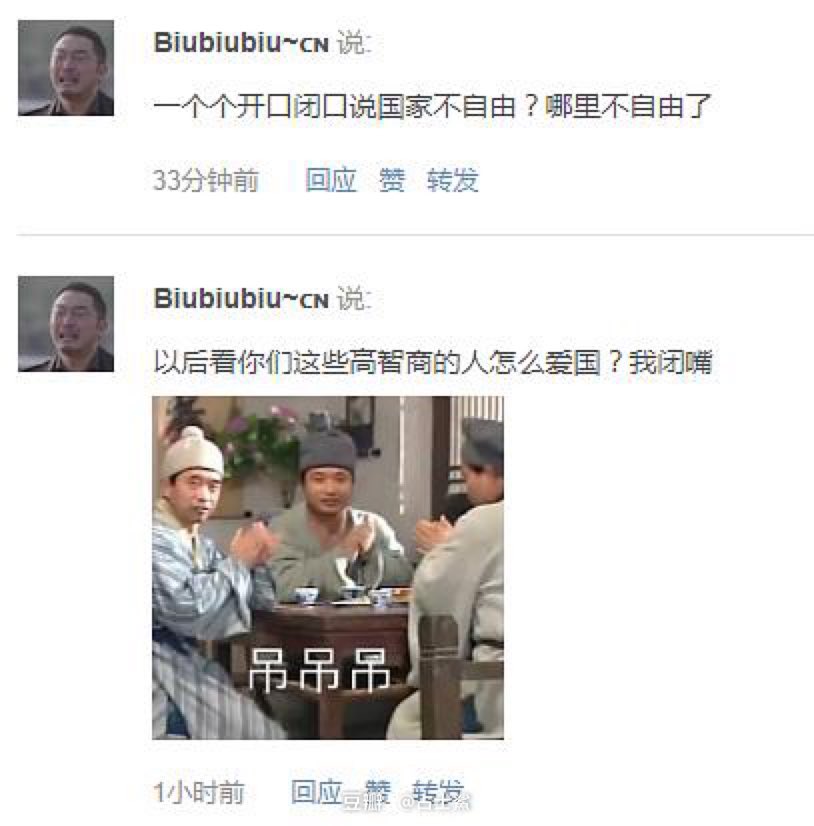 Biubiubiu~CN 说:
一个个开口闭口说国家不自由？哪里不自由了
33分钟前 回应 赞 转发
Biubiubiu~CN 说:
以后看你们这些高智商的人怎么爱国？我闭嘴
吊吊吊
1小时前 回应 赞 转发
豆瓣